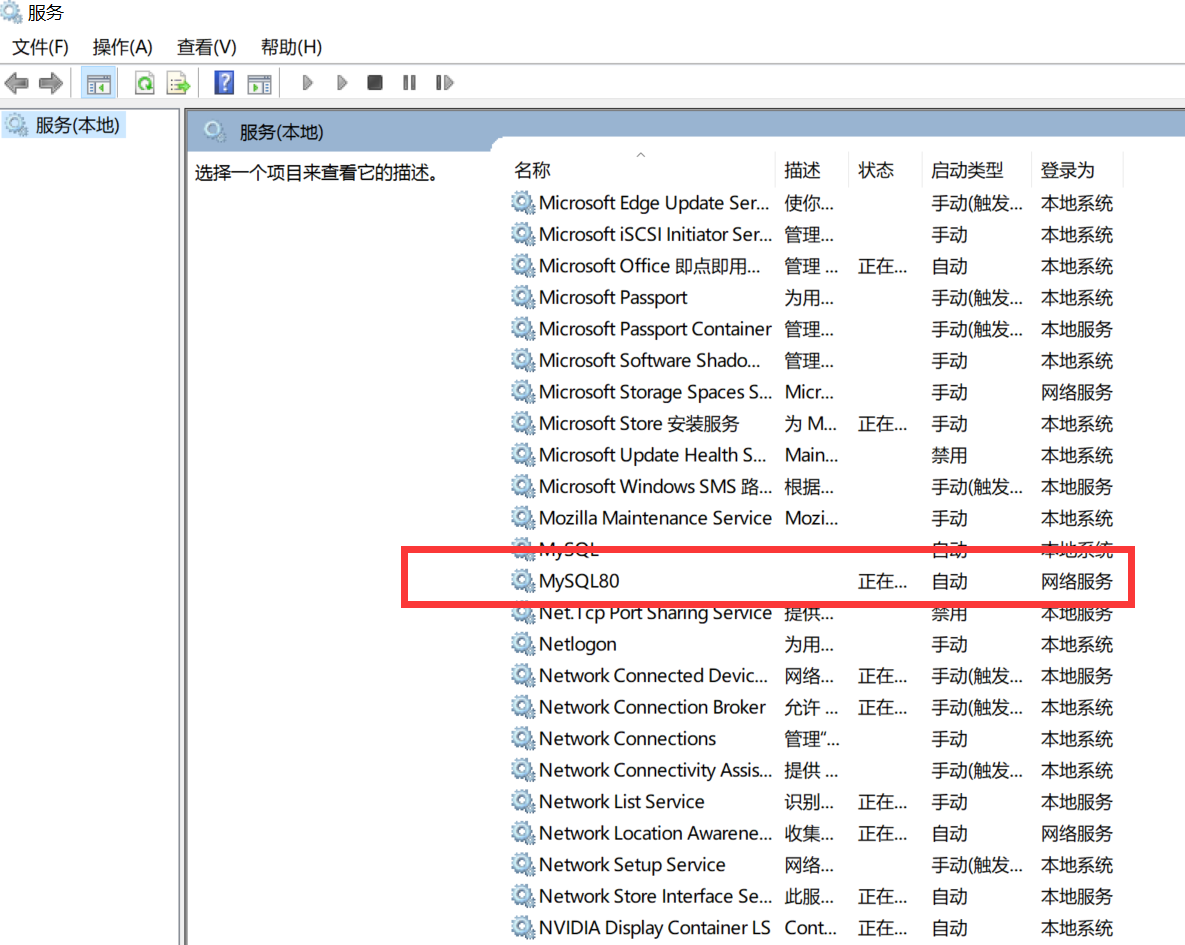 服务
文件(F) 操作(A) 查看(V) 帮助(H)
服务(本地)
服务(本地)
选择一个项目来查看它的描述。
名称 描述 状态 启动类型 登录为
Microsoft Edge Update Ser... 使你... 手动(触发... 本地系统
Microsoft iSCSI Initiator Ser... 管理... 手动 本地系统
Microsoft Office 即点即用... 管理 ... 正在... 自动 本地系统
Microsoft Passport 为用... 手动(触发... 本地系统
Microsoft Passport Container 管理... 手动(触发... 本地服务
Microsoft Software Shado... 管理... 手动 本地系统
Microsoft Storage Spaces S... Micr... 手动 网络服务
Microsoft Store 安装服务 为 M... 正在... 手动 本地系统
Microsoft Update Health S... Main... 禁用 本地系统
Microsoft Windows SMS 路... 根据... 手动(触发... 本地服务
Mozilla Maintenance Service Mozi... 手动 本地系统
MySQL 自动 本地系统
MySQL80 正在... 自动 网络服务
Net.Tcp Port Sharing Service 提供... 禁用 本地服务
Netlogon 为用... 手动 本地系统
Network Connected Devic... 网络... 正在... 手动(触发... 本地服务
Network Connection Broker 允许 ... 正在... 手动(触发... 本地系统
Network Connections 管理“... 手动 本地系统
Network Connectivity Assis... 提供 ... 手动(触发... 本地系统
Network List Service 识别... 正在... 手动 本地服务
Network Location Awarene... 收集... 正在... 自动 网络服务
Network Setup Service 网络... 手动(触发... 本地系统
Network Store Interface Se... 此服... 正在... 自动 本地服务
NVIDIA Display Container LS Cont... 正在... 自动 本地系统